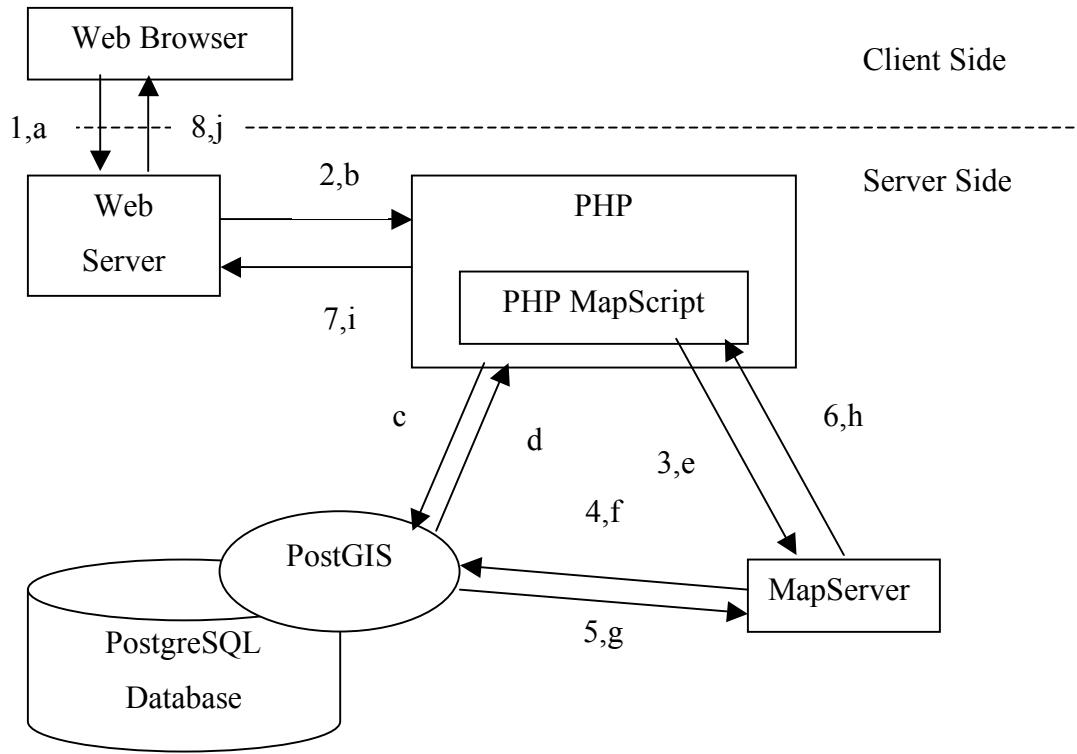 Web Browser
Client Side
1,a
8,j
Server Side
2,b
Web
Server
PHP
PHP MapScript
7,i
c
d
6,h
3,e
4,f
PostGIS
MapServer
5,g
PostgreSQL
Database